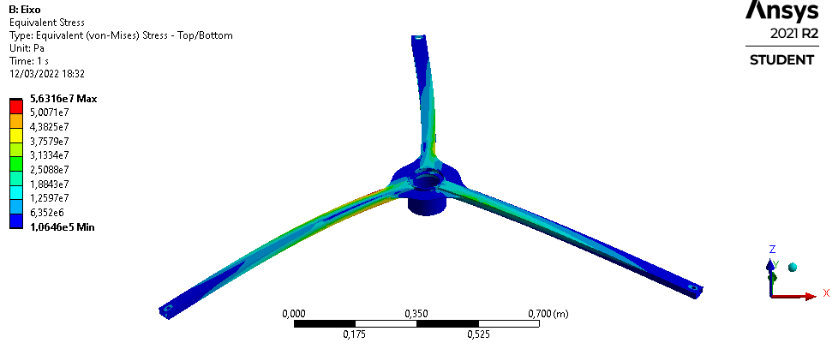 B: Eixo
Equivalent Stress
Type: Equivalent (von-Mises) Stress - Top/Bottom
Unit: Pa
Time: 1 s
12/03/2022 18:32
5,6316e7 Max
5,0071e7
4,3825e7
3,7579e7
3,1334e7
2,5088e7
1,8843e7
1,2597e7
6,352e6
1,0646e5 Min
Ansys
2021 R2
STUDENT
0,000
0,350
0,700 (m)
0,175
0,525
Z
Y
X